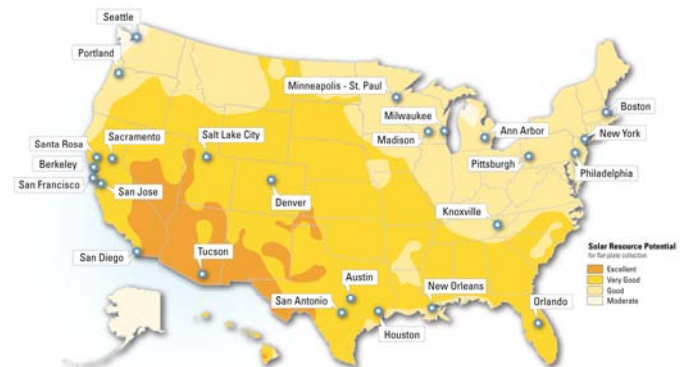 Seattle
Portland
Minneapolis - St. Paul
Milwaukee
Madison
Ann Arbor
Boston
New York
Pittsburgh
Philadelphia
Santa Rosa
Sacramento
Salt Lake City
Berkeley
San Francisco
San Jose
Denver
Knoxville
San Diego
Tucson
Austin
San Antonio
New Orleans
Houston
Orlando
Solar Resource Potential
for flat-plate collection
Excellent
Very Good
Good
Moderate